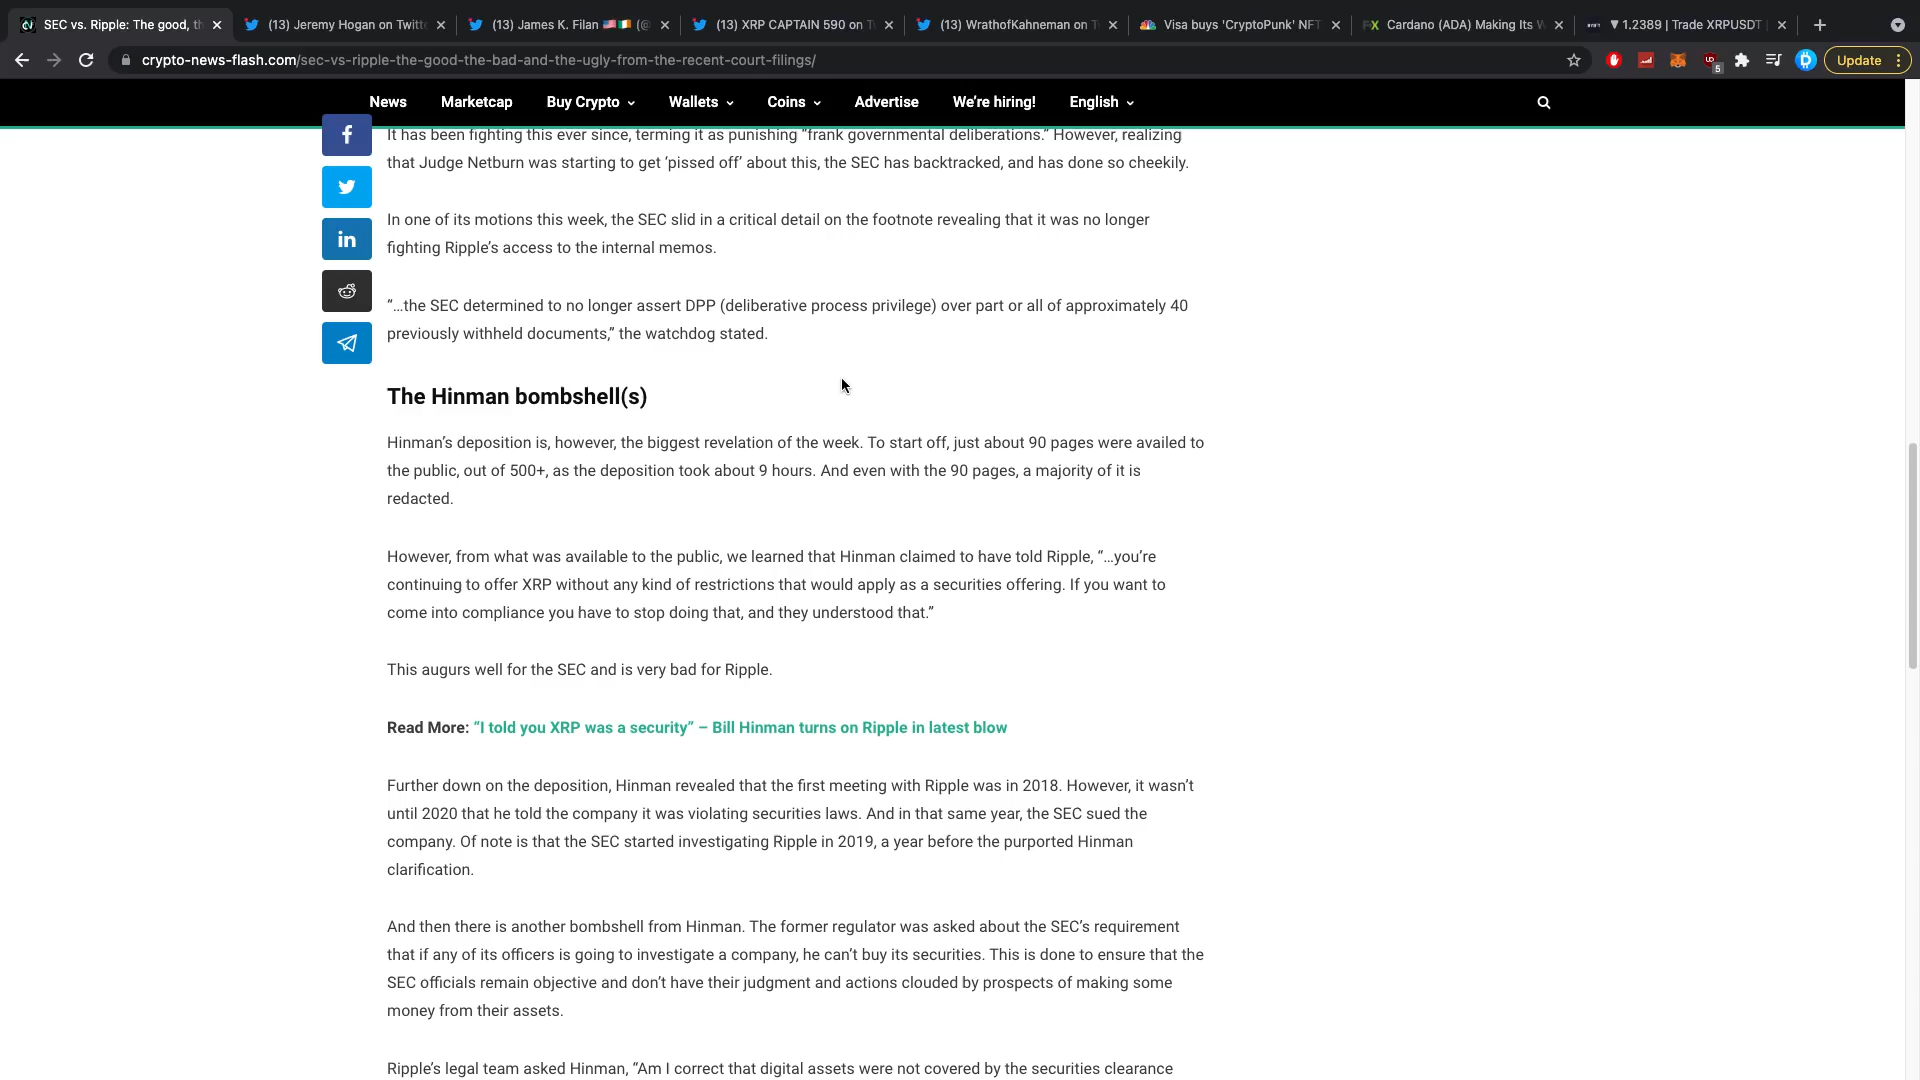 SEC vs. Ripple: The good, th
(13) Jeremy Hogan on Twitte
(13) James K. Filan 🇺🇸🇮🇪 (@
(13) XRP CAPTAIN 590 on T
(13) WrathofKahneman on T
Visa buys 'CryptoPunk' NFT
Cardano (ADA) Making Its W
▼ 1.2389 | Trade XRPUSDT |
crypto-news-flash.com/sec-vs-ripple-the-good-the-bad-and-the-ugly-from-the-recent-court-filings/
5
Update
News
Marketcap
Buy Crypto
Wallets
Coins
Advertise
We're hiring!
English
It has been fighting this ever since, terming it as punishing “frank governmental deliberations.” However, realizing
that Judge Netburn was starting to get ‘pissed off’ about this, the SEC has backtracked, and has done so cheekily.
In one of its motions this week, the SEC slid in a critical detail on the footnote revealing that it was no longer
fighting Ripple’s access to the internal memos.
“…the SEC determined to no longer assert DPP (deliberative process privilege) over part or all of approximately 40
previously withheld documents,” the watchdog stated.
The Hinman bombshell(s)
Hinman’s deposition is, however, the biggest revelation of the week. To start off, just about 90 pages were availed to
the public, out of 500+, as the deposition took about 9 hours. And even with the 90 pages, a majority of it is
redacted.
However, from what was available to the public, we learned that Hinman claimed to have told Ripple, “…you’re
continuing to offer XRP without any kind of restrictions that would apply as a securities offering. If you want to
come into compliance you have to stop doing that, and they understood that.”
This augurs well for the SEC and is very bad for Ripple.
Read More: “I told you XRP was a security” – Bill Hinman turns on Ripple in latest blow
Further down on the deposition, Hinman revealed that the first meeting with Ripple was in 2018. However, it wasn’t
until 2020 that he told the company it was violating securities laws. And in that same year, the SEC sued the
company. Of note is that the SEC started investigating Ripple in 2019, a year before the purported Hinman
clarification.
And then there is another bombshell from Hinman. The former regulator was asked about the SEC’s requirement
that if any of its officers is going to investigate a company, he can’t buy its securities. This is done to ensure that the
SEC officials remain objective and don’t have their judgment and actions clouded by prospects of making some
money from their assets.
Ripple’s legal team asked Hinman, “Am I correct that digital assets were not covered by the securities clearance